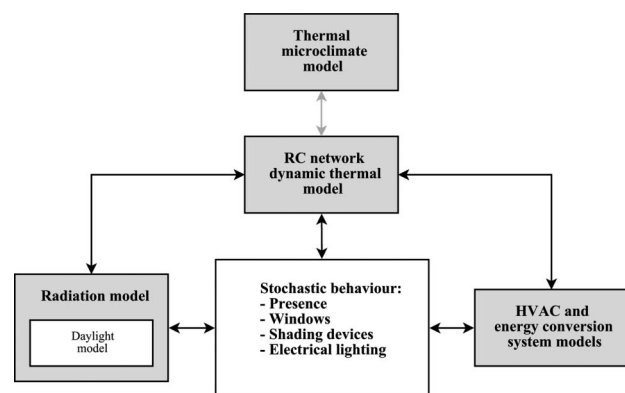 Thermal
microclimate
model
RC network
dynamic thermal
model
Radiation model
Daylight
model
Stochastic behaviour:
- Presence
- Windows
- Shading devices
- Electrical lighting
HVAC and
energy conversion
system models